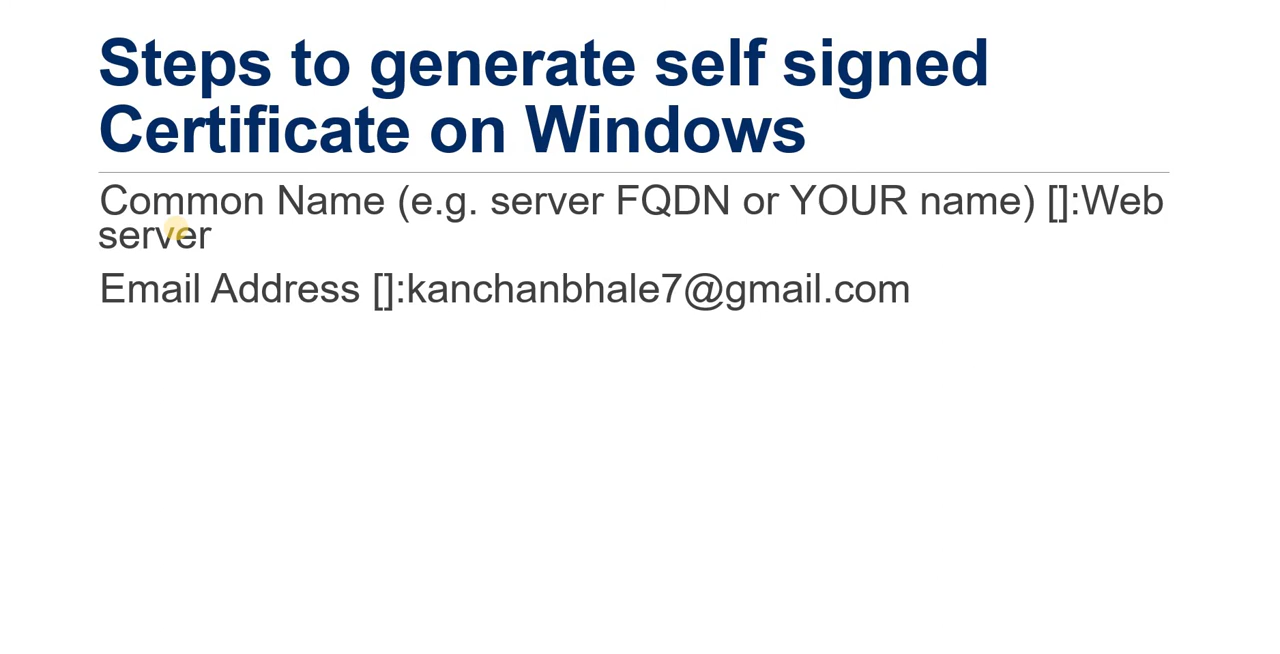 Steps to generate self signed
Certificate on Windows
Common Name (e.g. server FQDN or YOUR name) []:Web
server
Email Address []:kanchanbhale7@gmail.com